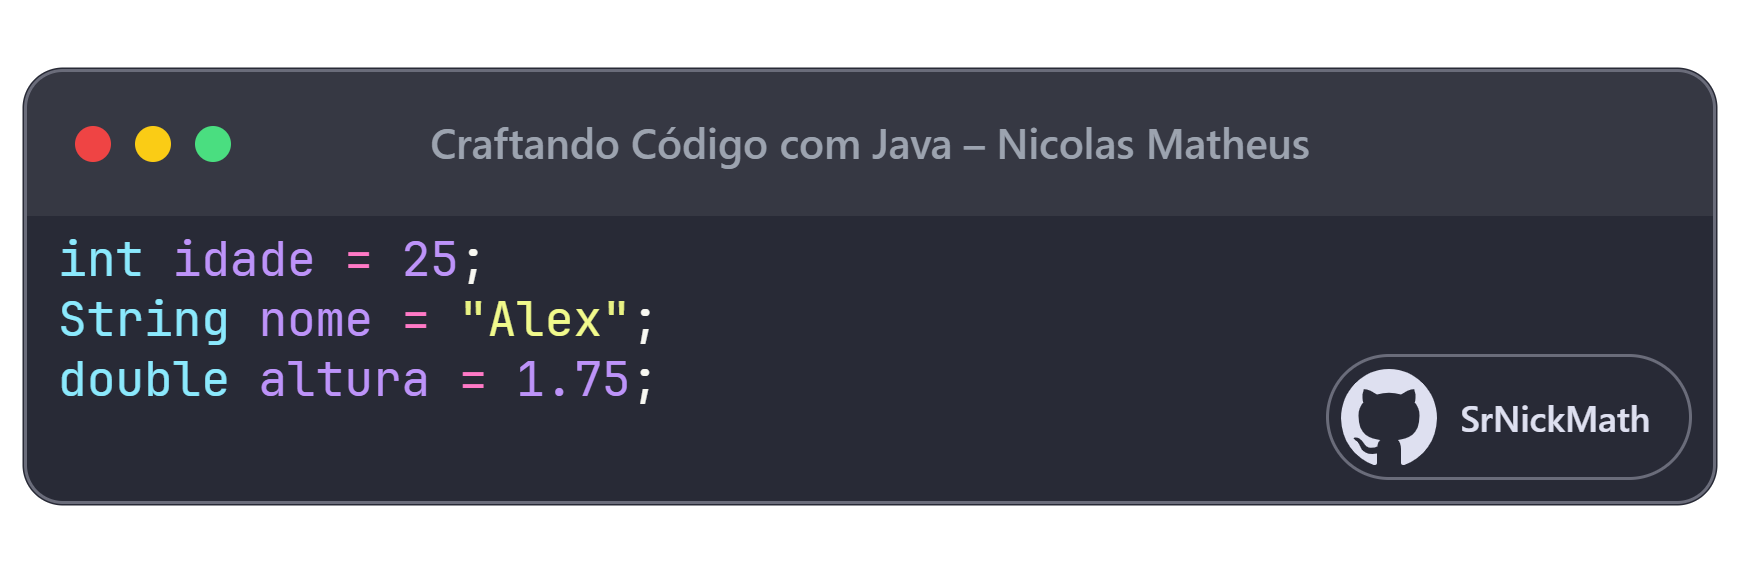 Craftando Código com Java – Nicolas Matheus
int idade = 25;
String nome = "Alex";
double altura = 1.75;
SrNickMath